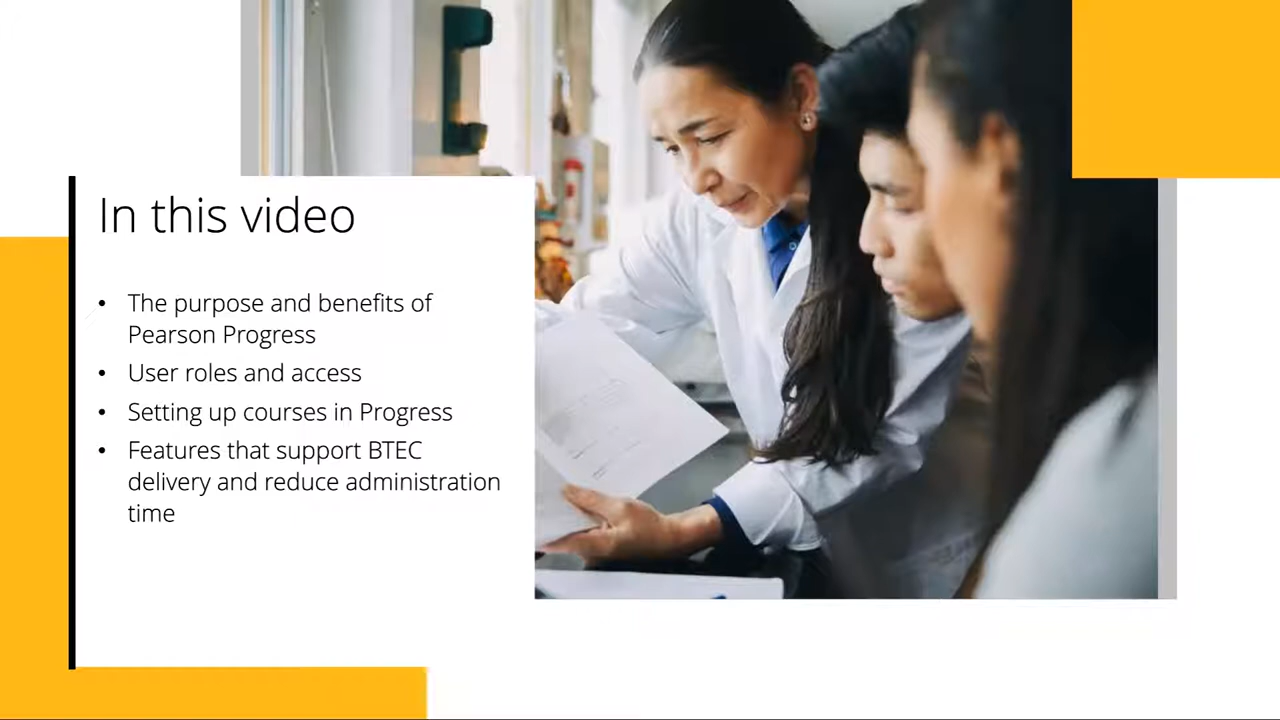 In this video
• The purpose and benefits of
Pearson Progress
• User roles and access
• Setting up courses in Progress
• Features that support BTEC
delivery and reduce administration
time